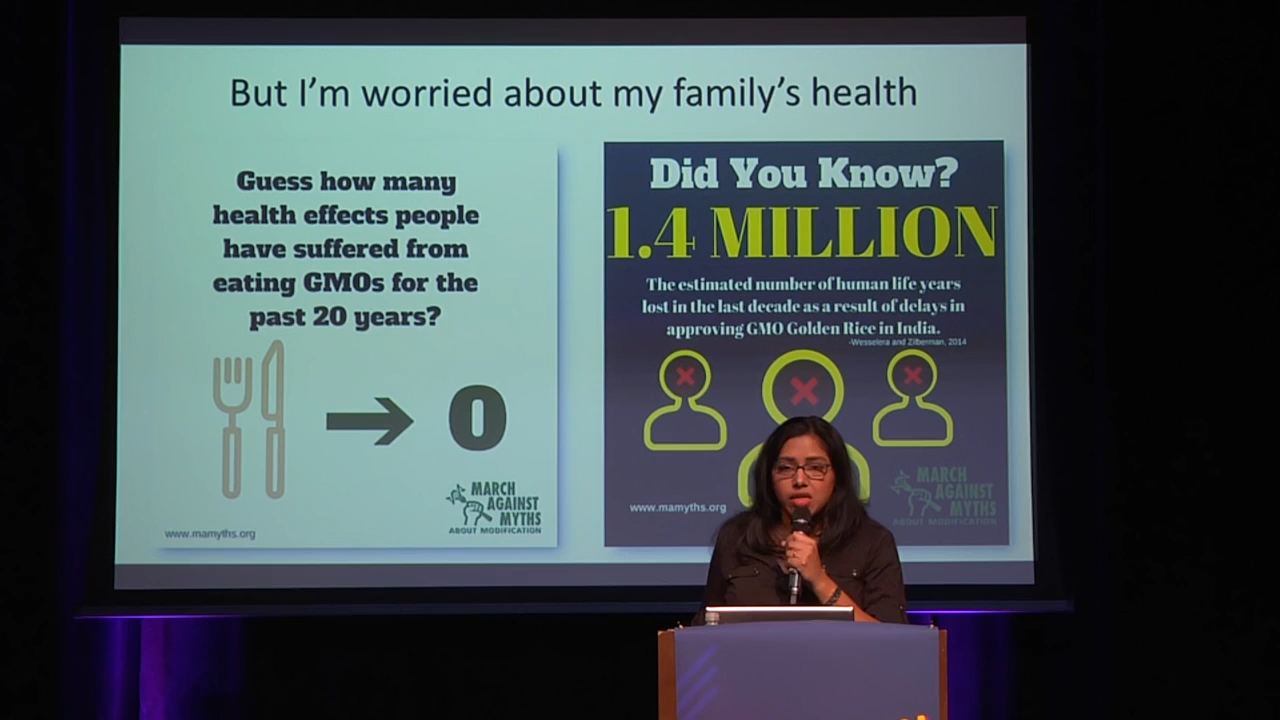 But I'm worried about my family's health
Guess how many
health effects people
have suffered from
eating GMOs for the
past 20 years?
0
MARCH
AGAINST
MYTHS
ABOUT MODIFICATION
www.mamyths.org
Did You Know?
1.4 MILLION
The estimated number of human life years
lost in the last decade as a result of delays in
approving GMO Golden Rice in India.
-Wesselera and Zilberman, 2014
www.mamyths.org
MARCH
AGAINST
MYTHS
ABOUT MODIFICATION